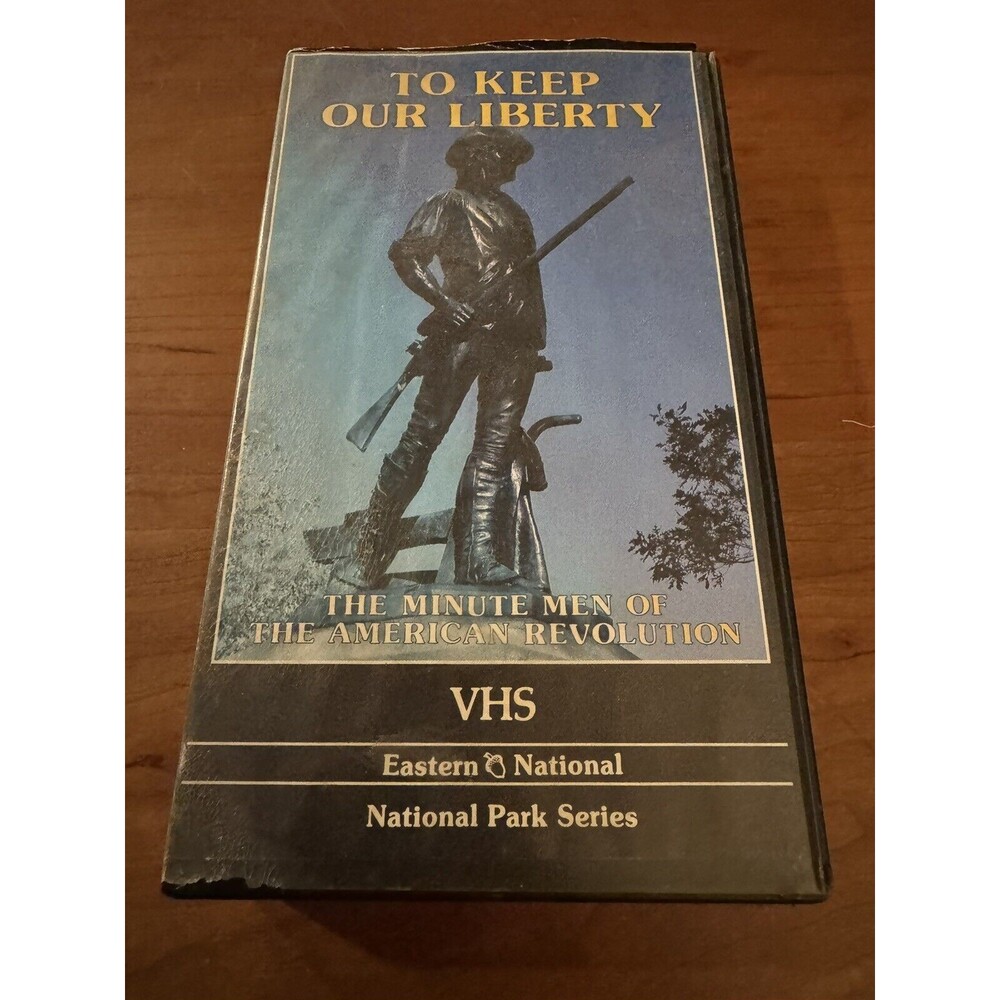 TO KEEP
OUR LIBERTY
THE MINUTE MEN OF
THE AMERICAN REVOLUTION
VHS
Eastern National
National Park Series